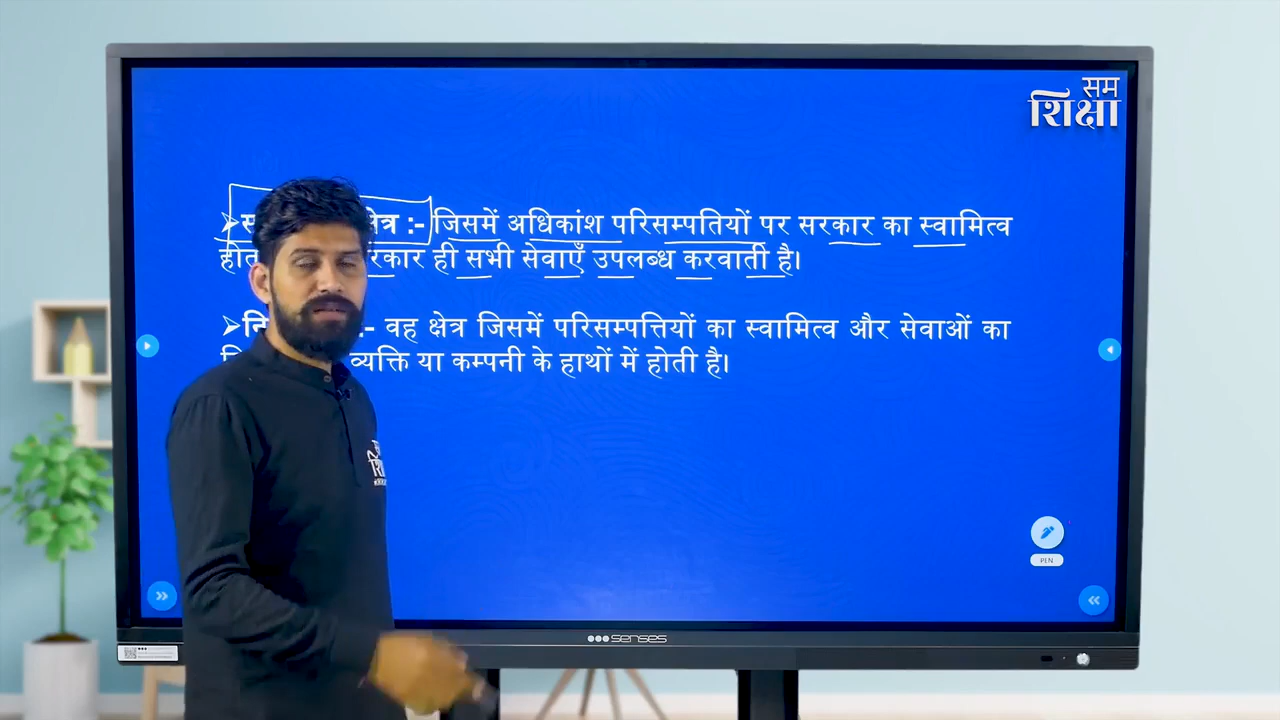 सम
शिक्षा
जिसमें अधिकांश परिसम्पतियों पर सरकार का स्वामित्व
ही सभी सेवाएँ उपलब्ध करवाती है।
वह क्षेत्र जिसमें परिसम्पत्तियों का स्वामित्व और सेवाओं का
व्यक्ति या कम्पनी के हाथों में होती है।
PEN
senses